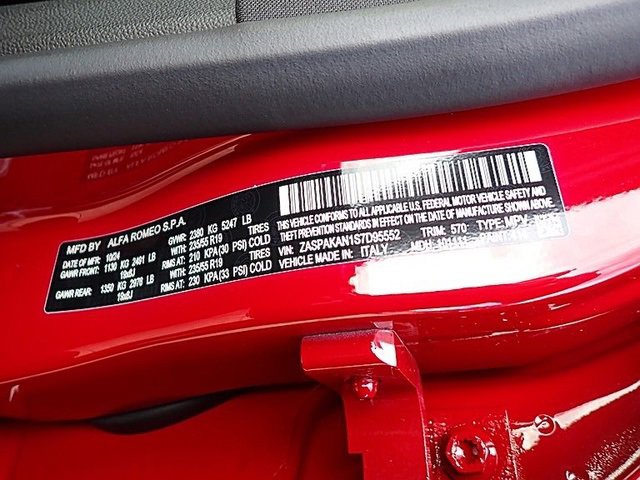 MFD BY: ALFA ROMEO S.P.A.
DATE OF MFR: 10/24 GVWR: 2380 KG 5247 LB
GAWR FRONT: 1130 KG 2491 LB WITH: 235/55 R19 TIRES
18x8J RIMS AT: 210 KPA (30 PSI) COLD
GAWR REAR: 1350 KG 2976 LB WITH: 235/55 R19 TIRES
18x8J RIMS AT: 230 KPA (33 PSI) COLD
THIS VEHICLE CONFORMS TO ALL APPLICABLE U.S. FEDERAL MOTOR VEHICLE SAFETY AND
THEFT PREVENTION STANDARDS IN EFFECT ON THE DATE OF MANUFACTURE SHOWN ABOVE.
VIN: ZASPAKAN1S7D95552 TRIM: 570 TYPE: MPV
VEHICLE MADE IN: ITALY MDH: